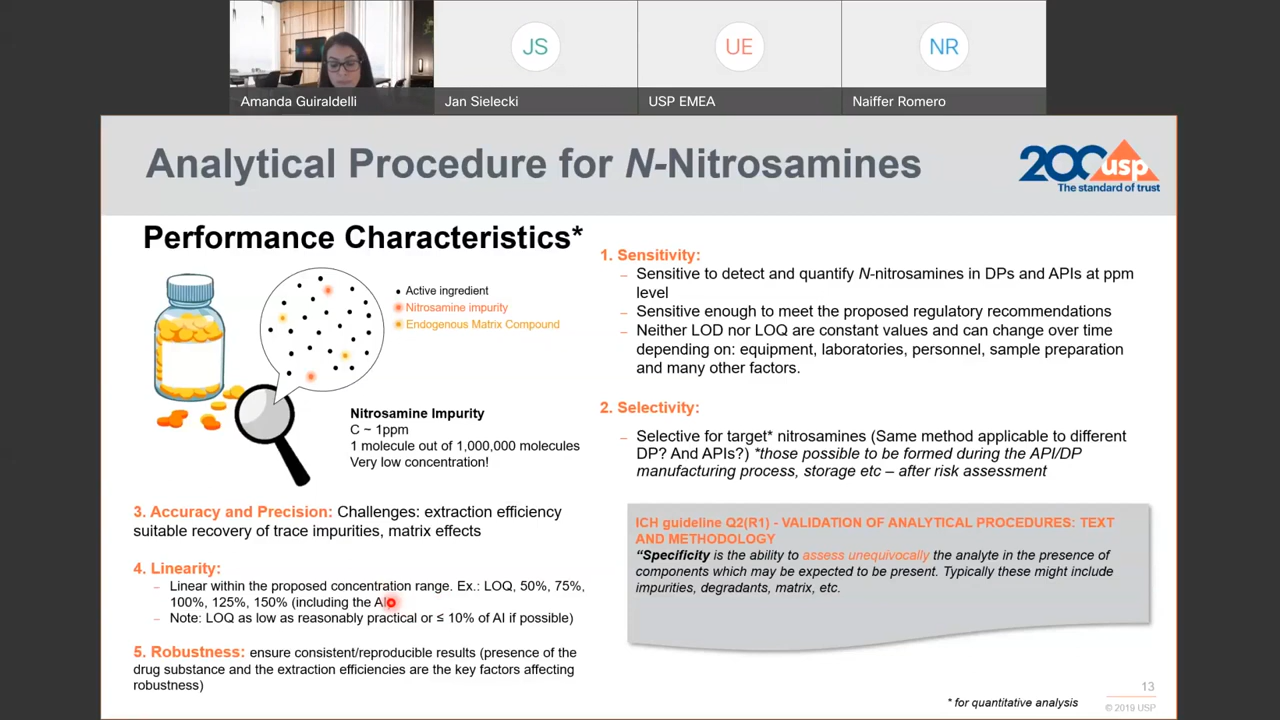 JS
UE
NR
Amanda Guiraldelli
Jan Sielecki
USP EMEA
Naiffer Romero
Analytical Procedure for N-Nitrosamines
200 usp
The standard of trust
Performance Characteristics*
Active ingredient
Nitrosamine impurity
Endogenous Matrix Compound
Nitrosamine Impurity
C ~ 1ppm
1 molecule out of 1,000,000 molecules
Very low concentration!
3. Accuracy and Precision: Challenges: extraction efficiency
suitable recovery of trace impurities, matrix effects
4. Linearity:
– Linear within the proposed concentration range. Ex.: LOQ, 50%, 75%,
100%, 125%, 150% (including the
– Note: LOQ as low as reasonably practical or ≤ 10% of AI if possible)
5. Robustness: ensure consistent/reproducible results (presence of the
drug substance and the extraction efficiencies are the key factors affecting
robustness)
1. Sensitivity:
– Sensitive to detect and quantify N-nitrosamines in DPs and APIs at ppm
level
– Sensitive enough to meet the proposed regulatory recommendations
– Neither LOD nor LOQ are constant values and can change over time
depending on: equipment, laboratories, personnel, sample preparation
and many other factors.
2. Selectivity:
– Selective for target* nitrosamines (Same method applicable to different
DP? And APIs?) *those possible to be formed during the API/DP
manufacturing process, storage etc – after risk assessment
ICH guideline Q2(R1) - VALIDATION OF ANALYTICAL PROCEDURES: TEXT
AND METHODOLOGY
“Specificity is the ability to assess unequivocally the analyte in the presence of
components which may be expected to be present. Typically these might include
impurities, degradants, matrix, etc.
* for quantitative analysis
13
© 2019 USP